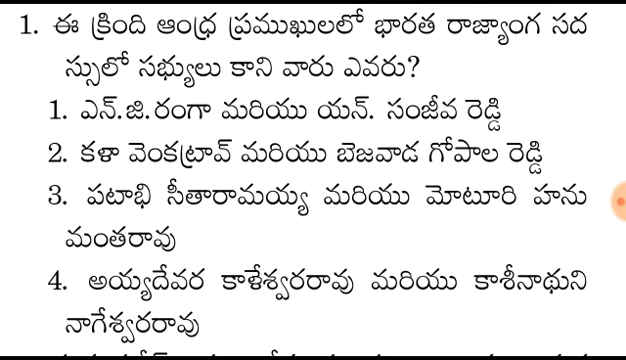 1. ఈ క్రింది ఆంధ్ర ప్రముఖులలో భారత రాజ్యాంగ సద
స్సులో సభ్యులు కాని వారు ఎవరు?
1. ఎన్.జి.రంగా మరియు యన్. సంజీవ రెడ్డి
2. కళా వెంకట్రావ్ మరియు బెజవాడ గోపాల రెడ్డి
3. పటాభి సీతారామయ్య మరియు మోటూరి హను
మంతరావు
4. అయ్యదేవర కాళేశ్వరరావు మరియు కాశీనాథుని
నాగేశ్వరరావు